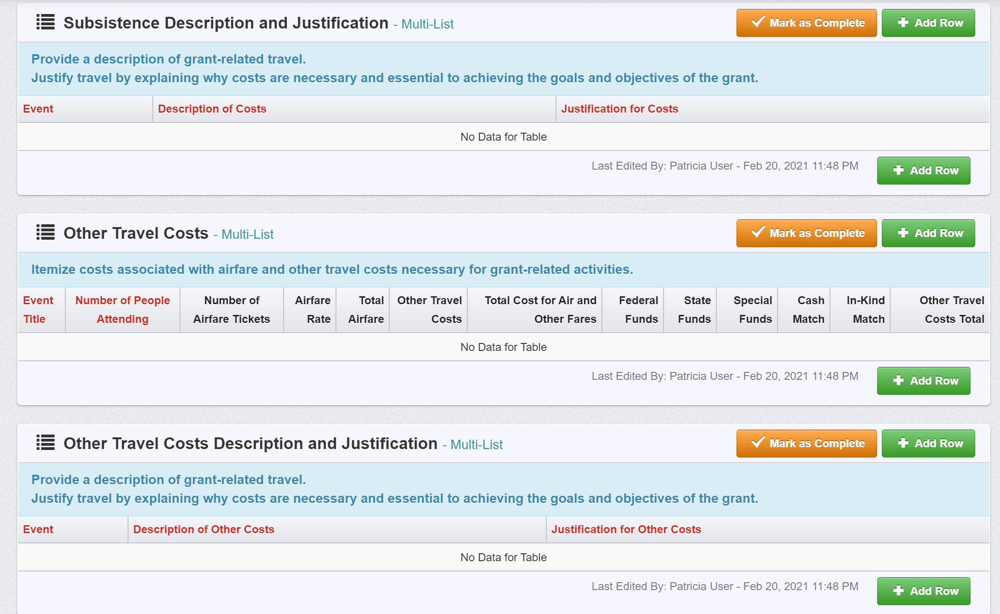 Subsistence Description and Justification - Multi-List
Mark as Complete
Add Row
Provide a description of grant-related travel.
Justify travel by explaining why costs are necessary and essential to achieving the goals and objectives of the grant.
Event
Description of Costs
Justification for Costs
No Data for Table
Last Edited By: Patricia User - Feb 20, 2021 11:48 PM
Add Row
Other Travel Costs - Multi-List
Mark as Complete
Add Row
Itemize costs associated with airfare and other travel costs necessary for grant-related activities.
Event
Title
Number of People
Attending
Number of
Airfare Tickets
Airfare
Rate
Total
Airfare
Other Travel
Costs
Total Cost for Air and
Other Fares
Federal
Funds
State
Funds
Special
Funds
Cash
Match
In-Kind
Match
Other Travel
Costs Total
No Data for Table
Last Edited By: Patricia User - Feb 20, 2021 11:48 PM
Add Row
Other Travel Costs Description and Justification - Multi-List
Mark as Complete
Add Row
Provide a description of grant-related travel.
Justify travel by explaining why costs are necessary and essential to achieving the goals and objectives of the grant.
Event
Description of Other Costs
Justification for Other Costs
No Data for Table
Last Edited By: Patricia User - Feb 20, 2021 11:48 PM
Add Row